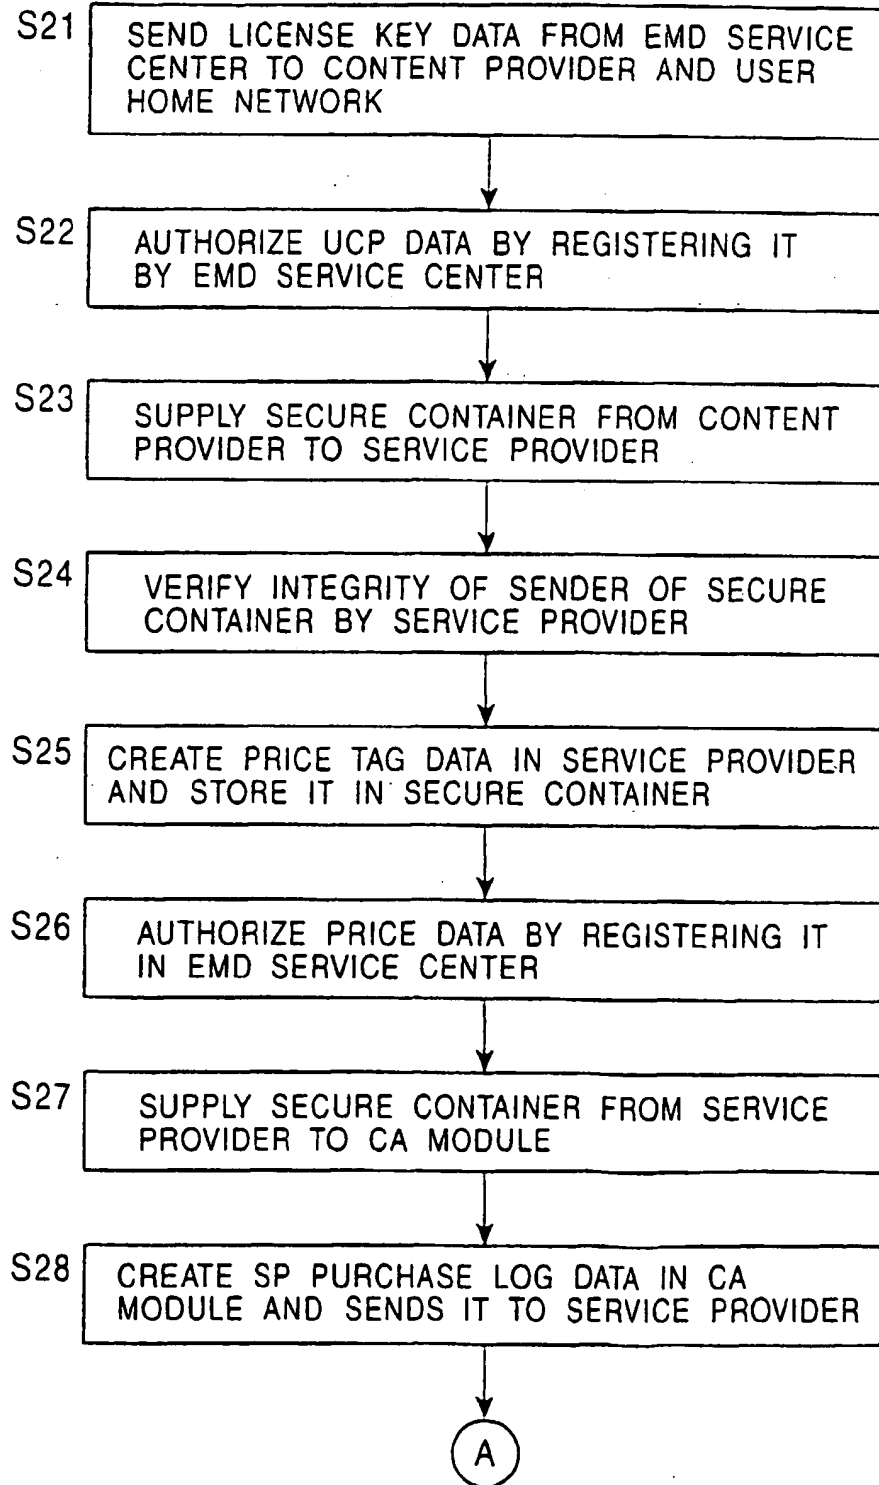 S21
SEND LICENSE KEY DATA FROM EMD SERVICE
CENTER TO CONTENT PROVIDER AND USER
HOME NETWORK
S22
AUTHORIZE UCP DATA BY REGISTERING IT
BY EMD SERVICE CENTER
S23
SUPPLY SECURE CONTAINER FROM CONTENT
PROVIDER TO SERVICE PROVIDER
S24
VERIFY INTEGRITY OF SENDER OF SECURE
CONTAINER BY SERVICE PROVIDER
S25
CREATE PRICE TAG DATA IN SERVICE PROVIDER
AND STORE IT IN SECURE CONTAINER
S26
AUTHORIZE PRICE DATA BY REGISTERING IT
IN EMD SERVICE CENTER
S27
SUPPLY SECURE CONTAINER FROM SERVICE
PROVIDER TO CA MODULE
S28
CREATE SP PURCHASE LOG DATA IN CA
MODULE AND SENDS IT TO SERVICE PROVIDER
A